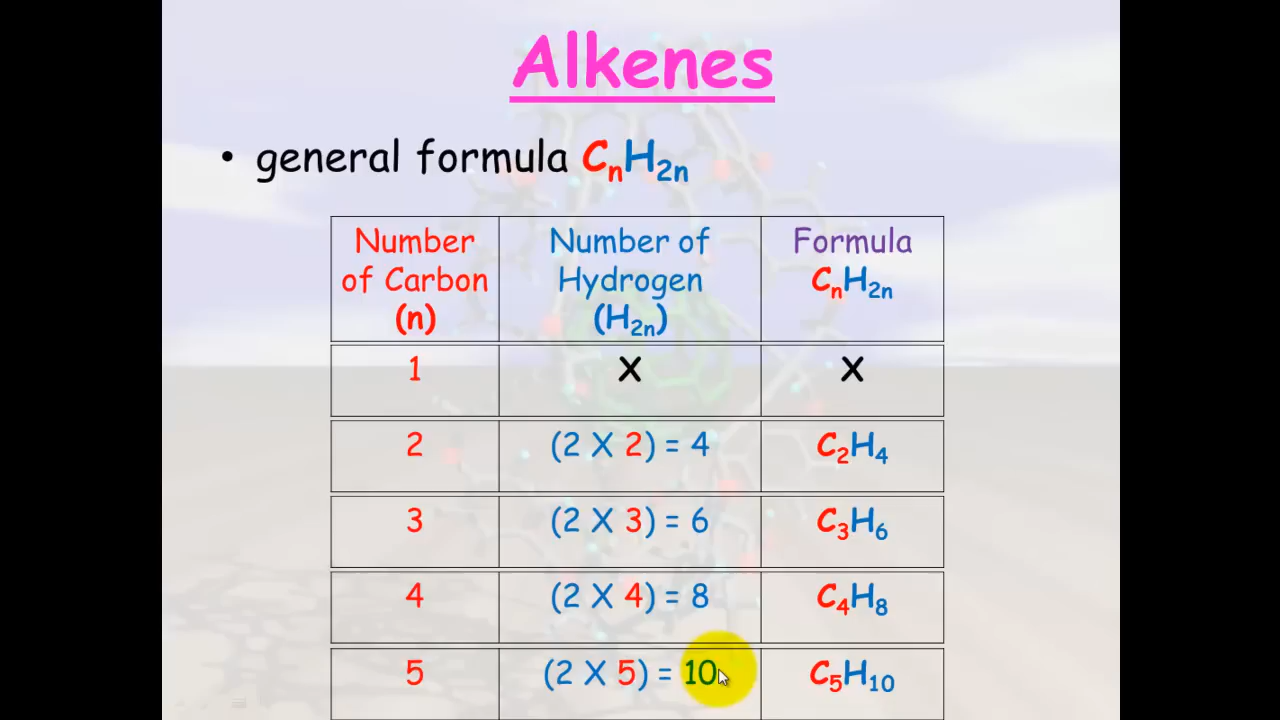 Alkenes
• general formula CₙH₂ₙ
Number of Carbon (n)
Number of Hydrogen (H₂ₙ)
Formula CₙH₂ₙ
1 X X
2 (2 X 2) = 4 C₂H₄
3 (2 X 3) = 6 C₃H₆
4 (2 X 4) = 8 C₄H₈
5 (2 X 5) = 10 C₅H₁₀